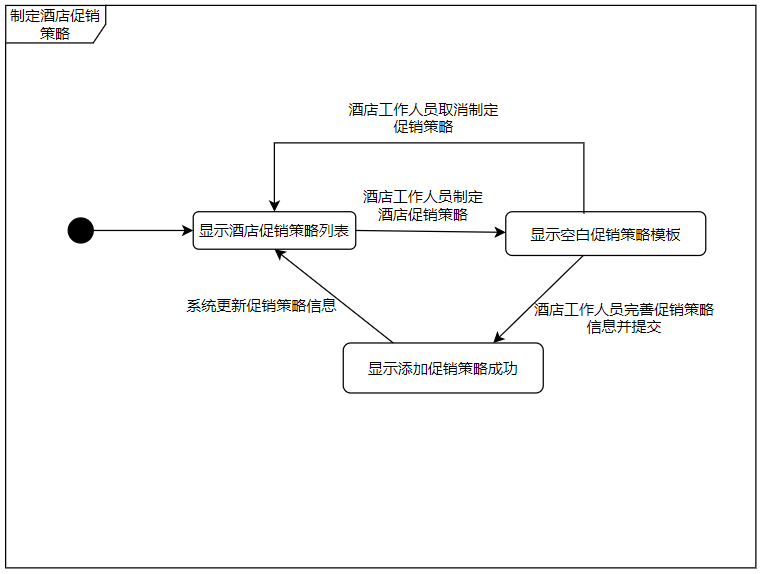 制定酒店促销
策略
酒店工作人员取消制定
促销策略
酒店工作人员制定
酒店促销策略
显示酒店促销策略列表
显示空白促销策略模板
系统更新促销策略信息
酒店工作人员完善促销策略
信息并提交
显示添加促销策略成功